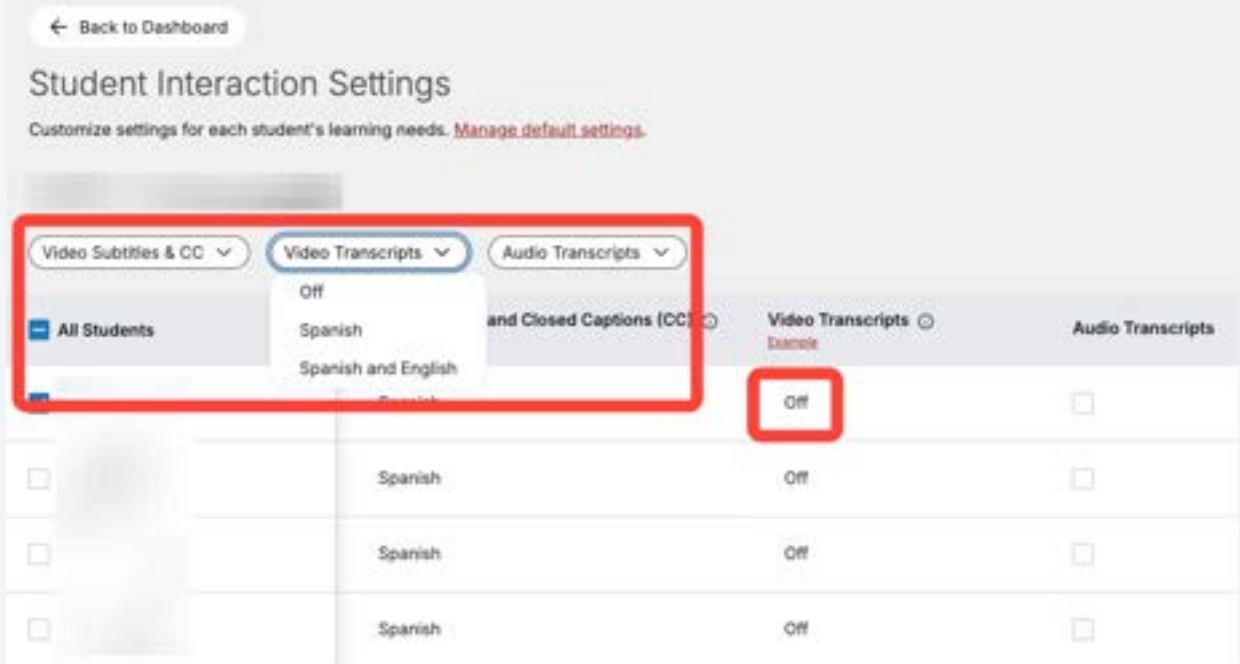 ← Back to Dashboard
Student Interaction Settings
Customize settings for each student's learning needs. Manage default settings.
Video Subtitles & CC
Video Transcripts
Audio Transcripts
Off
Spanish
Spanish and English
All Students
and Closed Captions (CC)
Video Transcripts
Example
Audio Transcripts
Off
Spanish
Off
Spanish
Off
Spanish
Off